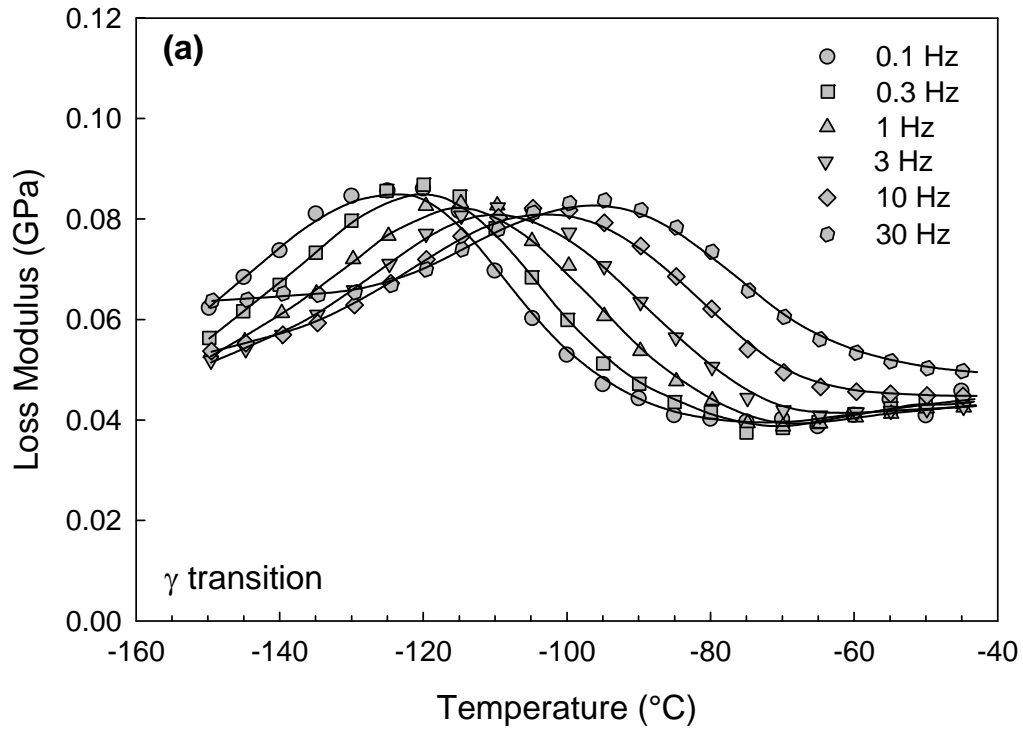 (a)
0.1 Hz
0.3 Hz
1 Hz
3 Hz
10 Hz
30 Hz
Loss Modulus (GPa)
0.12
0.10
0.08
0.06
0.04
0.02
0.00
γ transition
-160 -140 -120 -100 -80 -60 -40
Temperature (°C)